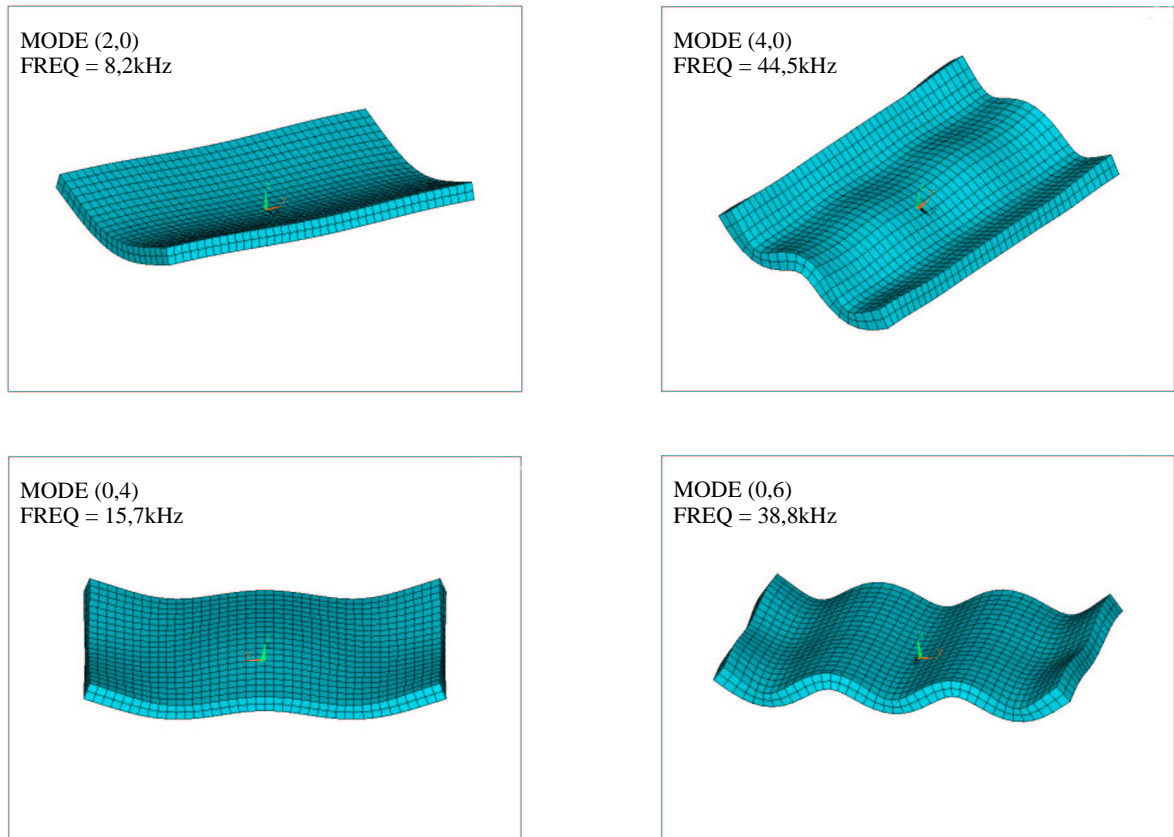 MODE (2,0)
FREQ = 8,2kHz
MODE (4,0)
FREQ = 44,5kHz
MODE (0,4)
FREQ = 15,7kHz
MODE (0,6)
FREQ = 38,8kHz